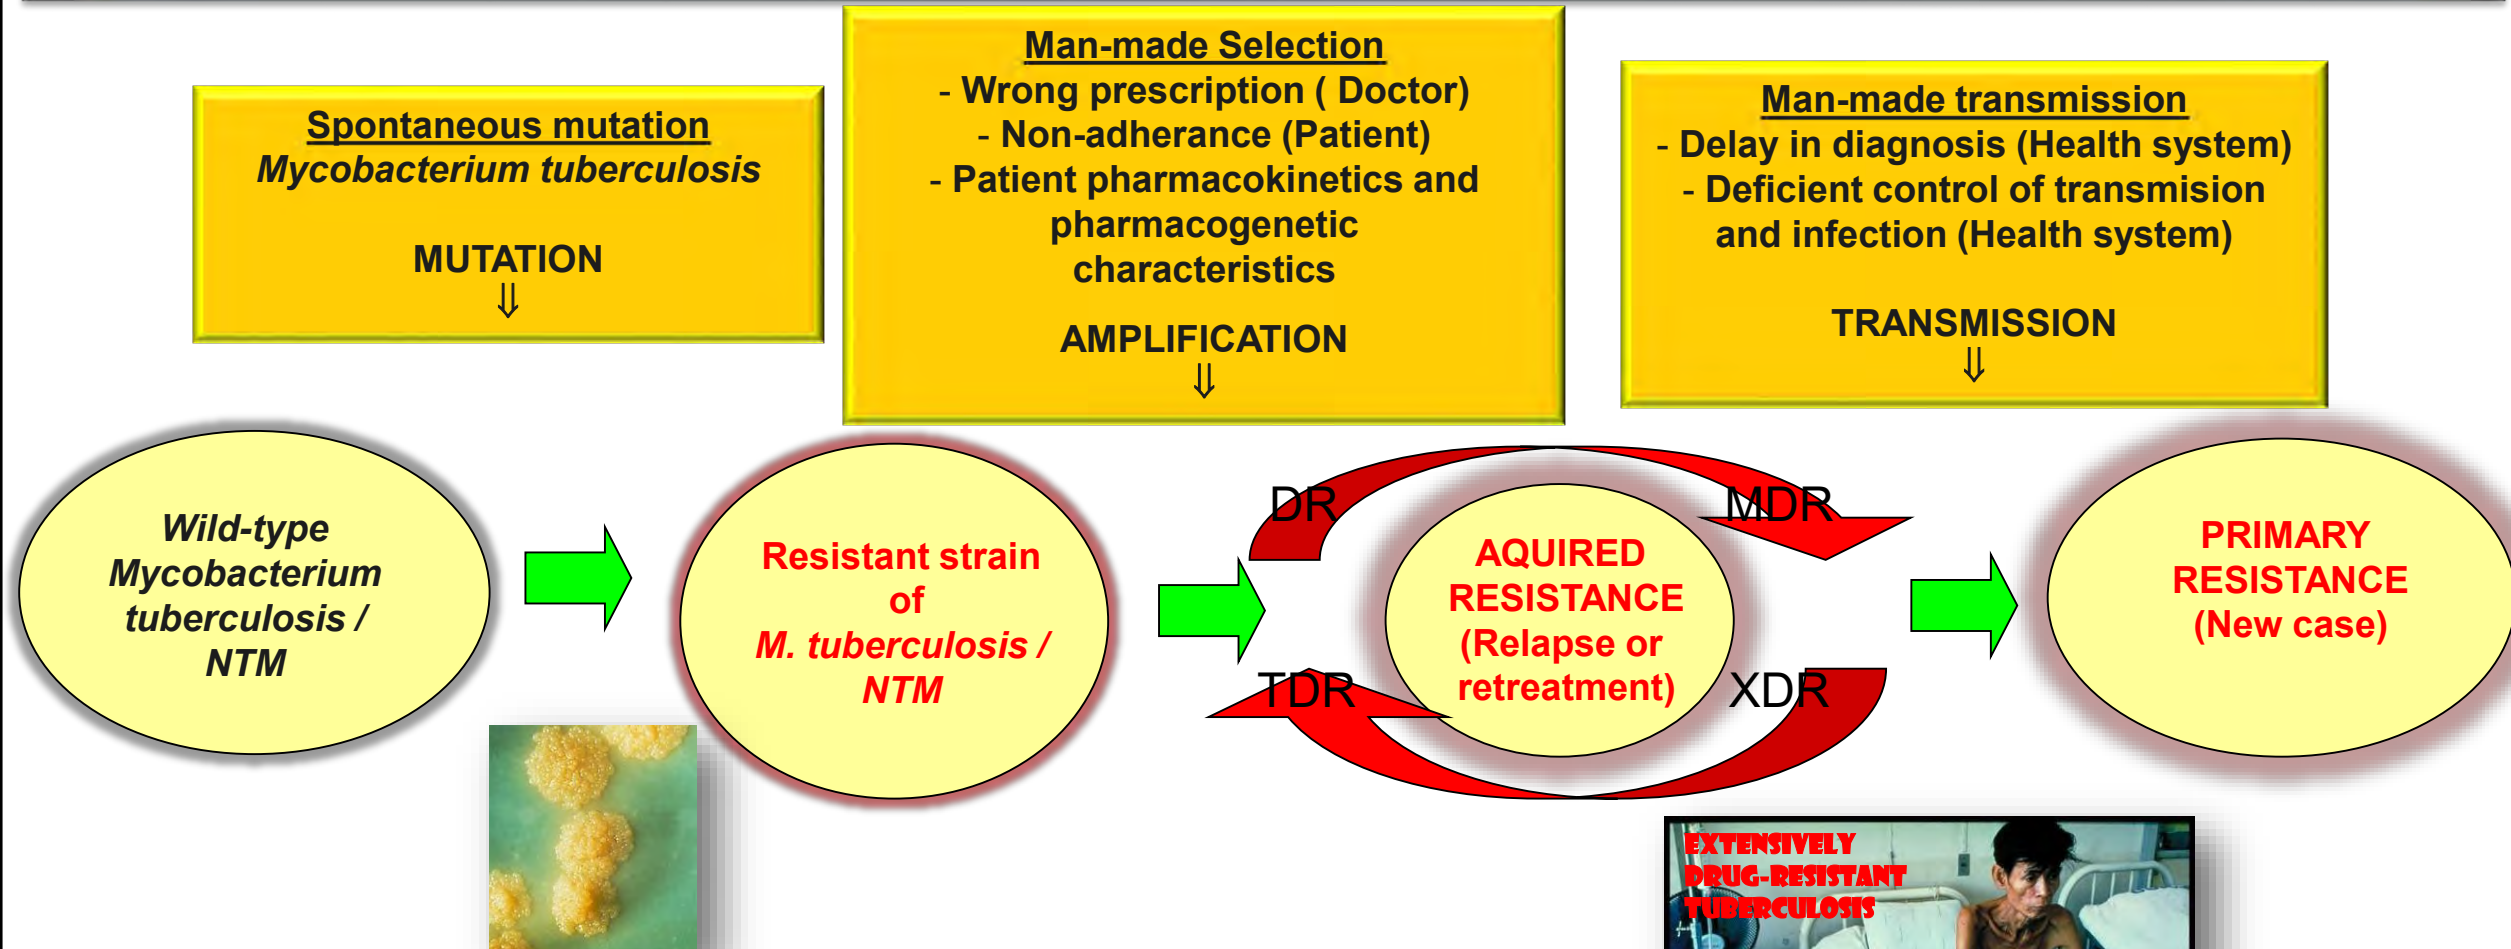 Spontaneous mutation
Mycobacterium tuberculosis
MUTATION
⇓
Man-made Selection
- Wrong prescription ( Doctor)
- Non-adherance (Patient)
- Patient pharmacokinetics and
pharmacogenetic
characteristics
AMPLIFICATION
⇓
Man-made transmission
- Delay in diagnosis (Health system)
- Deficient control of transmision
and infection (Health system)
TRANSMISSION
⇓
Wild-type
Mycobacterium
tuberculosis /
NTM
Resistant strain
of
M. tuberculosis /
NTM
DR
MDR
AQUIRED
RESISTANCE
(Relapse or
retreatment)
TDR
XDR
PRIMARY
RESISTANCE
(New case)
EXTENSIVELY
DRUG-RESISTANT
TUBERCULOSIS